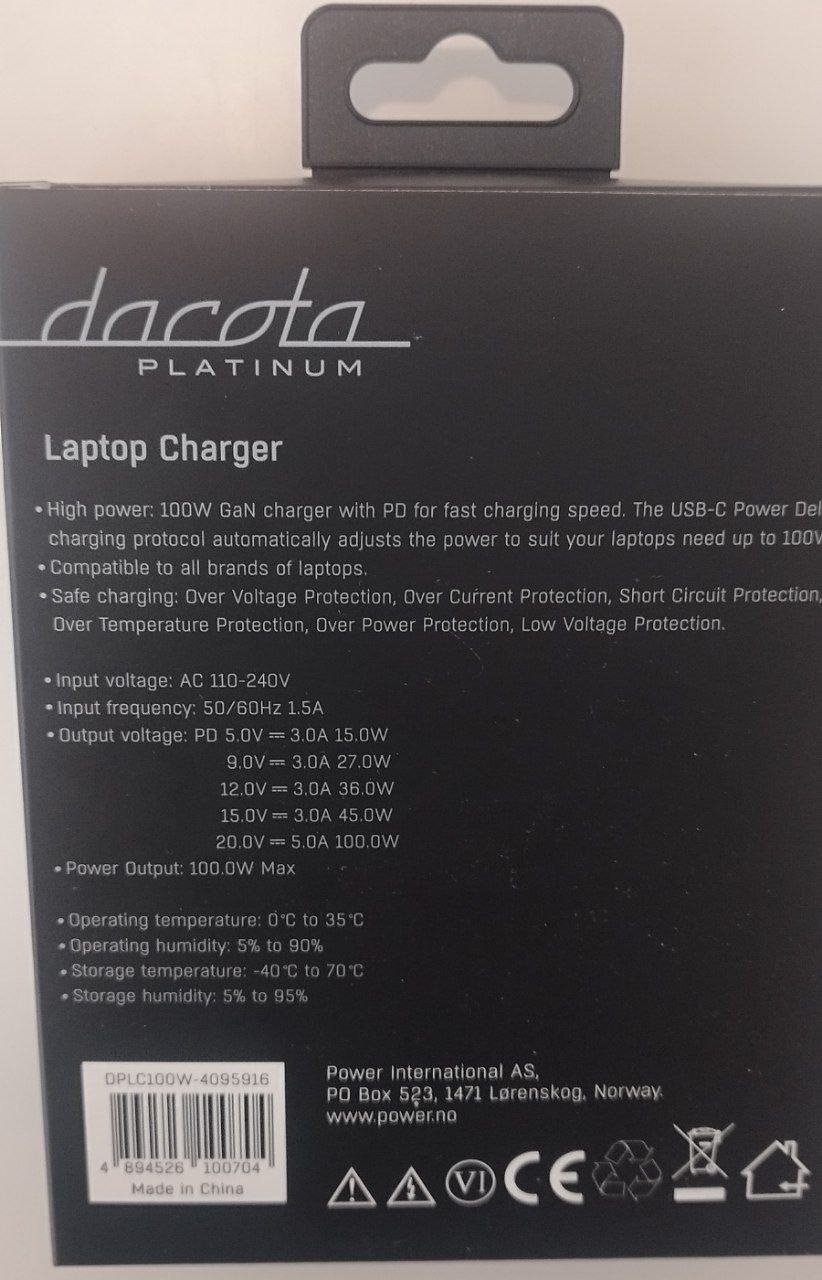 dacota
PLATINUM
Laptop Charger
• High power: 100W GaN charger with PD for fast charging speed. The USB-C Power Del
charging protocol automatically adjusts the power to suit your laptops need up to 100W
• Compatible to all brands of laptops.
• Safe charging: Over Voltage Protection, Over Current Protection, Short Circuit Protection,
Over Temperature Protection, Over Power Protection, Low Voltage Protection.
• Input voltage: AC 110-240V
• Input frequency: 50/60Hz 1.5A
• Output voltage: PD 5.0V ⎓ 3.0A 15.0W
9.0V ⎓ 3.0A 27.0W
12.0V ⎓ 3.0A 36.0W
15.0V ⎓ 3.0A 45.0W
20.0V ⎓ 5.0A 100.0W
• Power Output: 100.0W Max
• Operating temperature: 0°C to 35°C
• Operating humidity: 5% to 90%
• Storage temperature: -40°C to 70°C
• Storage humidity: 5% to 95%
DPLC100W-4095916
4 894526 100704
Made in China
Power International AS,
PO Box 523, 1471 Lørenskog, Norway.
www.power.no
VI CE